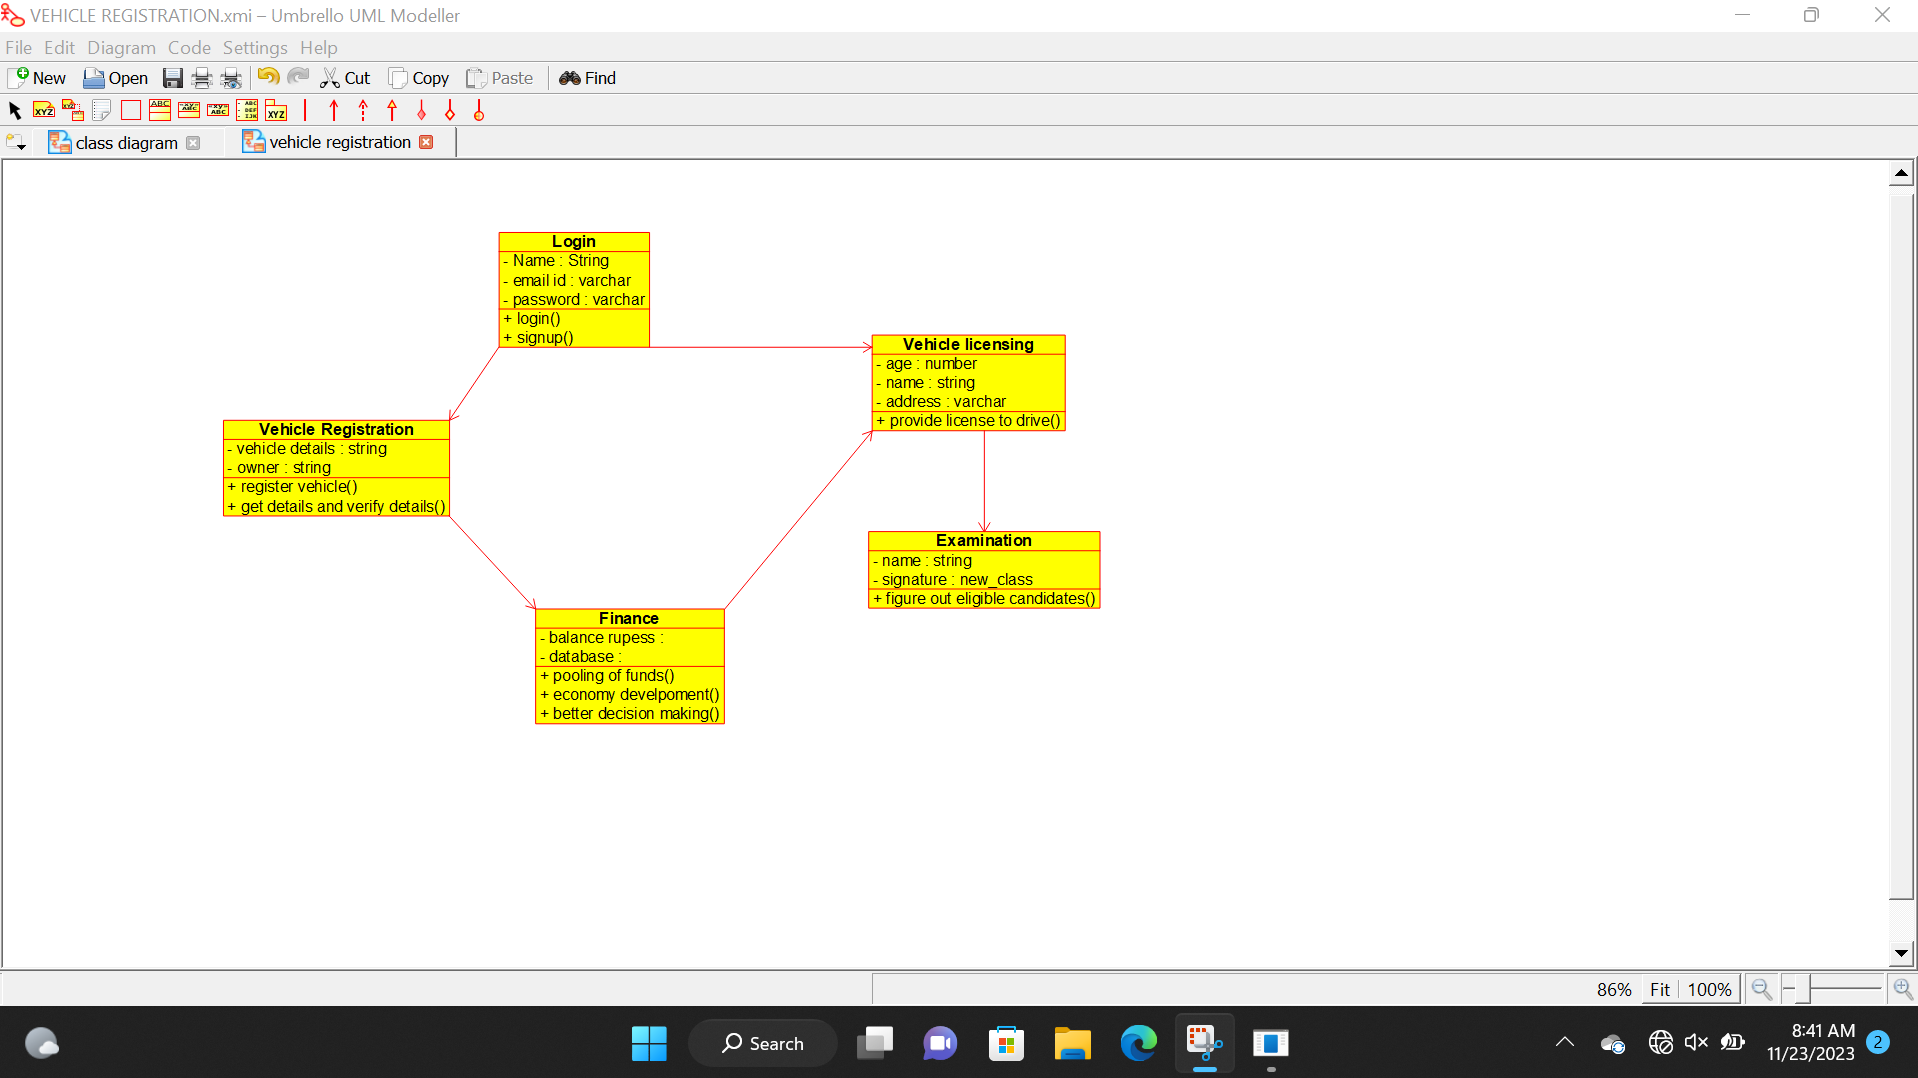 VEHICLE REGISTRATION.xmi – Umbrello UML Modeller
File Edit Diagram Code Settings Help
New Open Cut Copy Paste Find
class diagram vehicle registration
Login
- Name : String
- email id : varchar
- password : varchar
+ login()
+ signup()
Vehicle licensing
- age : number
- name : string
- address : varchar
+ provide license to drive()
Vehicle Registration
- vehicle details : string
- owner : string
+ register vehicle()
+ get details and verify details()
Examination
- name : string
- signature : new_class
+ figure out eligible candidates()
Finance
- balance rupess :
- database :
+ pooling of funds()
+ economy develpoment()
+ better decision making()
86% Fit 100%
Search
8:41 AM
11/23/2023
2